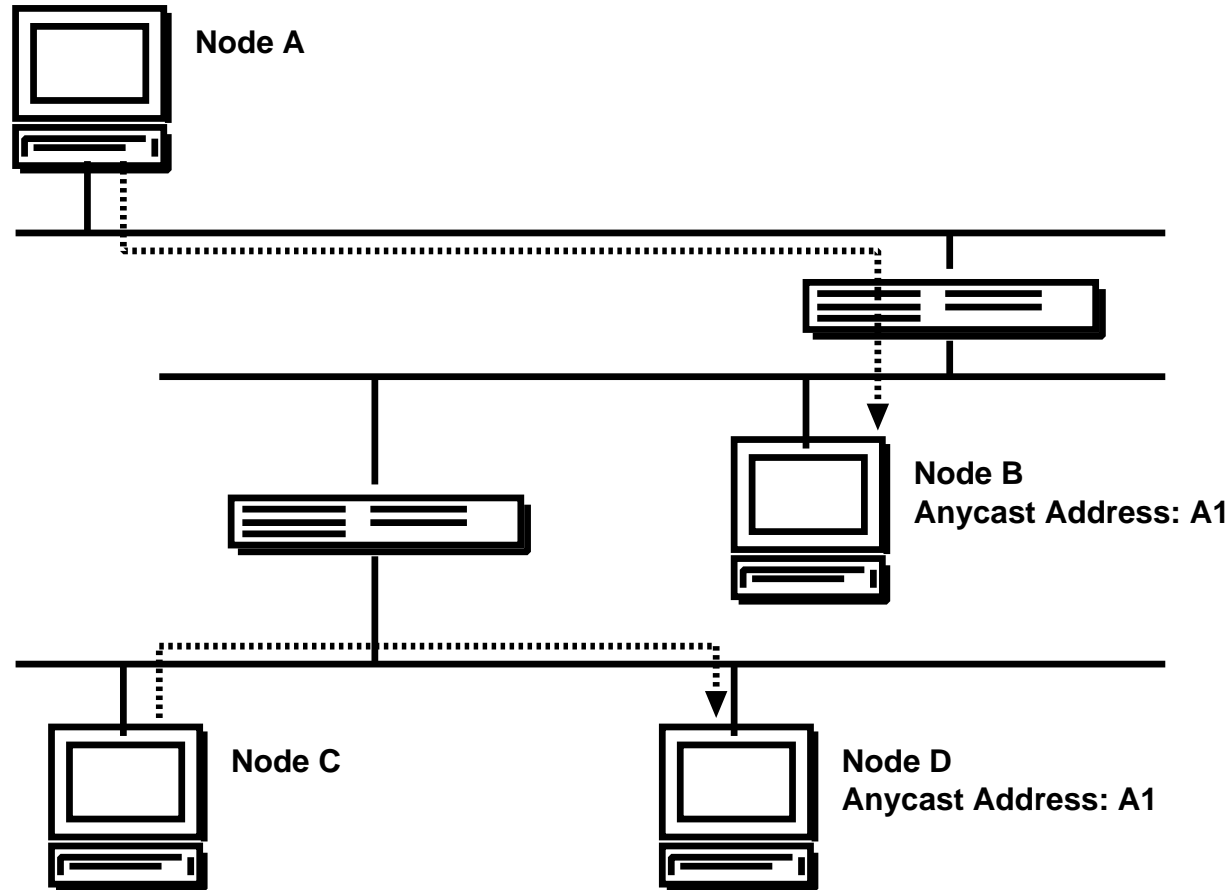 Node A
Node B
Anycast Address: A1
Node C
Node D
Anycast Address: A1